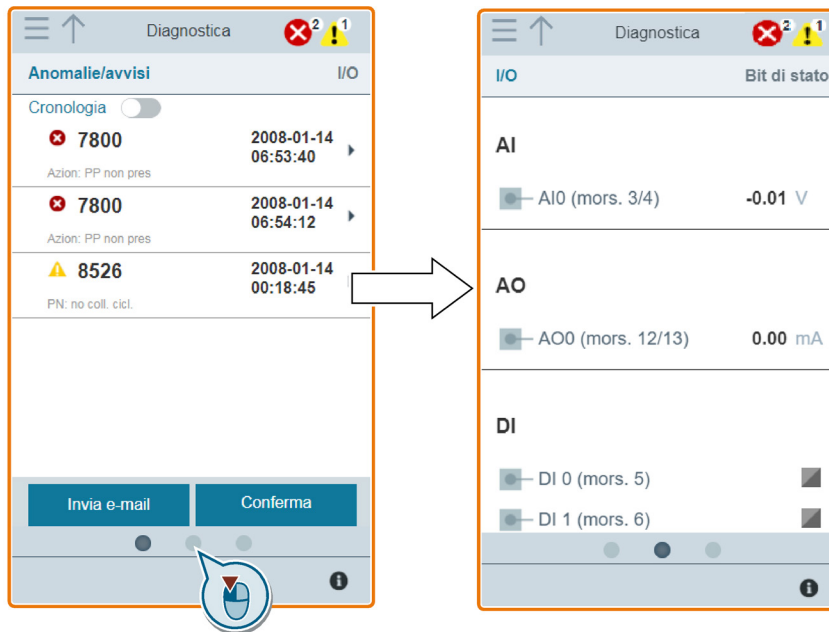 Diagnostica 2 1
Anomalie/avvisi I/O
Cronologia
7800 2008-01-14
06:53:40
Azion: PP non pres
7800 2008-01-14
06:54:12
Azion: PP non pres
8526 2008-01-14
00:18:45
PN: no coll. cicl.
Invia e-mail Conferma
Diagnostica 2 1
I/O Bit di stato
AI
AI0 (mors. 3/4) -0.01 V
AO
AO0 (mors. 12/13) 0.00 mA
DI
DI 0 (mors. 5)
DI 1 (mors. 6)